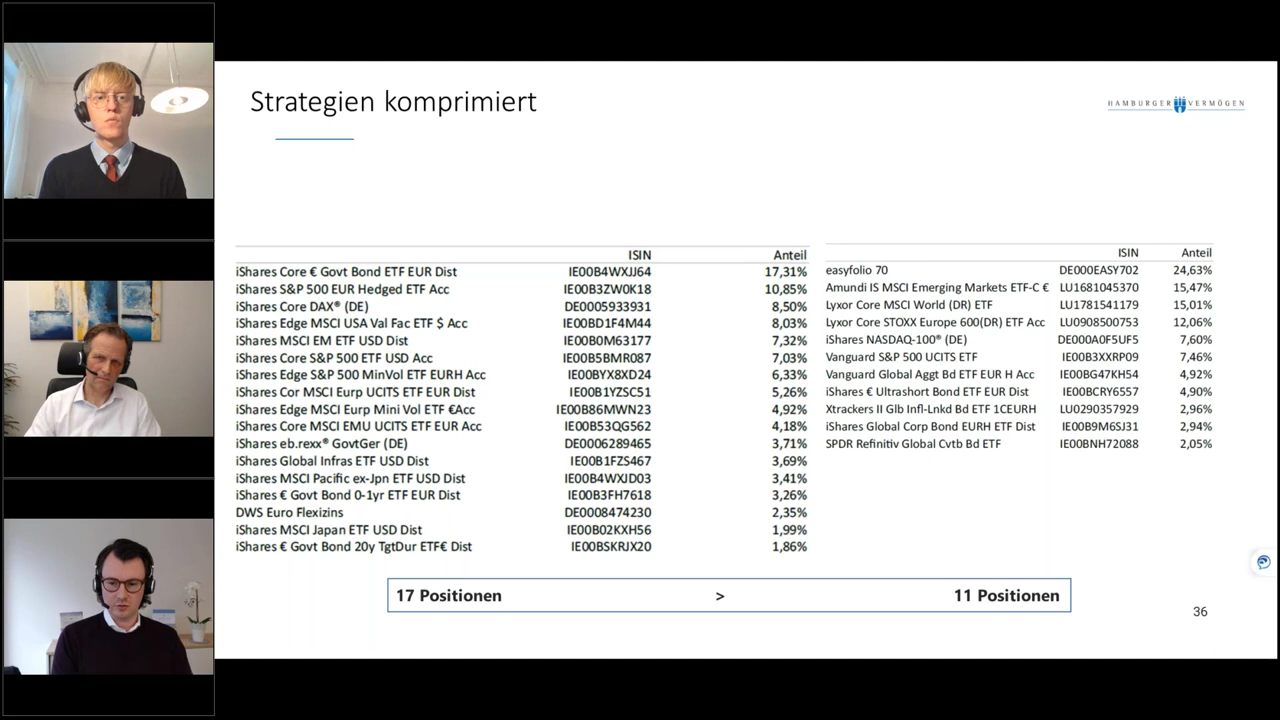 Strategien komprimiert
HAMBURGER VERMÖGEN
ISIN Anteil
iShares Core € Govt Bond ETF EUR Dist IE00B4WXJJ64 17,31%
iShares S&P 500 EUR Hedged ETF Acc IE00B3ZW0K18 10,85%
iShares Core DAX® (DE) DE0005933931 8,50%
iShares Edge MSCI USA Val Fac ETF $ Acc IE00BD1F4M44 8,03%
iShares MSCI EM ETF USD Dist IE00B0M63177 7,32%
iShares Core S&P 500 ETF USD Acc IE00B5BMR087 7,03%
iShares Edge S&P 500 MinVol ETF EURH Acc IE00BYX8XD24 6,33%
iShares Cor MSCI Eurp UCITS ETF EUR Dist IE00B1YZSC51 5,26%
iShares Edge MSCI Eurp Mini Vol ETF €Acc IE00B86MWN23 4,92%
iShares Core MSCI EMU UCITS ETF EUR Acc IE00B53QG562 4,18%
iShares eb.rexx® GovtGer (DE) DE0006289465 3,71%
iShares Global Infras ETF USD Dist IE00B1FZS467 3,69%
iShares MSCI Pacific ex-Jpn ETF USD Dist IE00B4WXJD03 3,41%
iShares € Govt Bond 0-1yr ETF EUR Dist IE00B3FH7618 3,26%
DWS Euro Flexizins DE0008474230 2,35%
iShares MSCI Japan ETF USD Dist IE00B02KXH56 1,99%
iShares € Govt Bond 20y TgtDur ETF€ Dist IE00BSKRJX20 1,86%
ISIN Anteil
easyfolio 70 DE000EASY702 24,63%
Amundi IS MSCI Emerging Markets ETF-C € LU1681045370 15,47%
Lyxor Core MSCI World (DR) ETF LU1781541179 15,01%
Lyxor Core STOXX Europe 600(DR) ETF Acc LU0908500753 12,06%
iShares NASDAQ-100® (DE) DE000A0F5UF5 7,60%
Vanguard S&P 500 UCITS ETF IE00B3XXRP09 7,46%
Vanguard Global Aggt Bd ETF EUR H Acc IE00BG47KH54 4,92%
iShares € Ultrashort Bond ETF EUR Dist IE00BCRY6557 4,90%
Xtrackers II Glb Infl-Lnkd Bd ETF 1CEURH LU0290357929 2,96%
iShares Global Corp Bond EURH ETF Dist IE00B9M6SJ31 2,94%
SPDR Refinitiv Global Cvtb Bd ETF IE00BNH72088 2,05%
17 Positionen > 11 Positionen
36